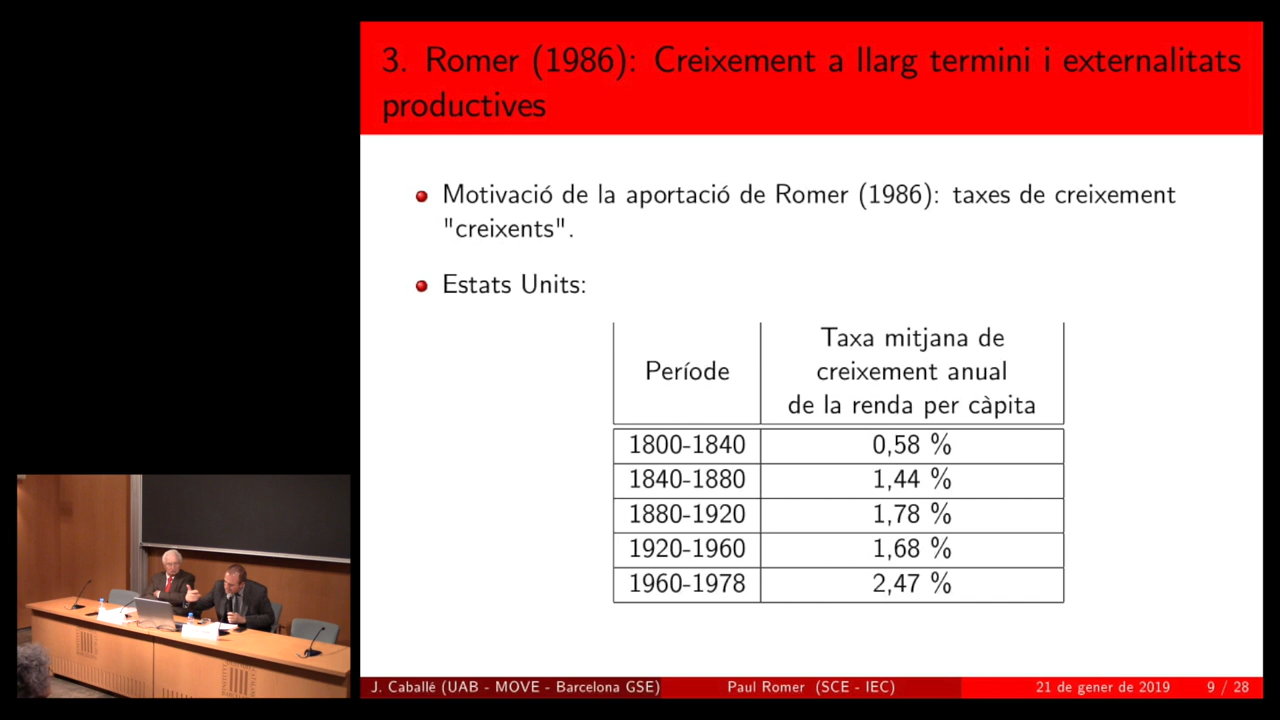 3. Romer (1986): Creixement a llarg termini i externalitats
productives
Motivació de la aportació de Romer (1986): taxes de creixement
"creixents".
Estats Units:
Període
Taxa mitjana de
creixement anual
de la renda per càpita
1800-1840 0,58 %
1840-1880 1,44 %
1880-1920 1,78 %
1920-1960 1,68 %
1960-1978 2,47 %
J. Caballé (UAB - MOVE - Barcelona GSE) Paul Romer (SCE - IEC) 21 de gener de 2019 9 / 28